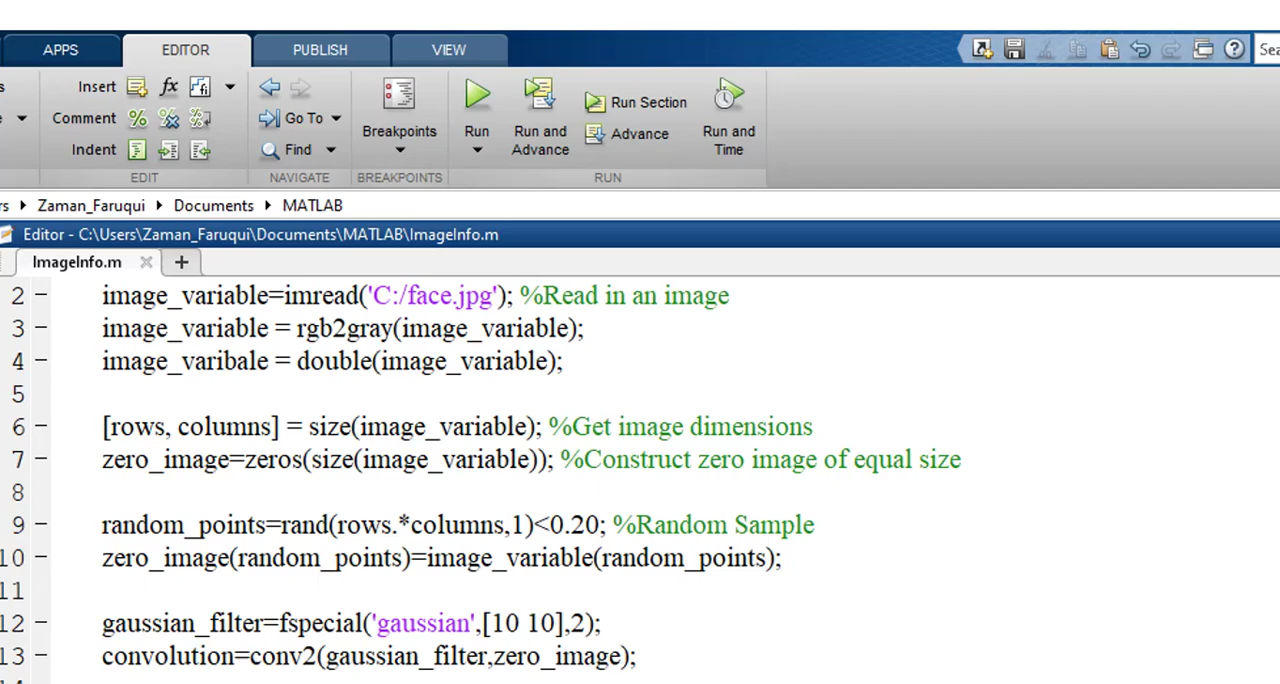 APPS EDITOR PUBLISH VIEW Sea
s Insert fx fi Go To Breakpoints Run Run and Advance Run Section Advance Run and Time
e Comment
Indent Find
EDIT NAVIGATE BREAKPOINTS RUN
rs Zaman_Faruqui Documents MATLAB
Editor - C:\Users\Zaman_Faruqui\Documents\MATLAB\ImageInfo.m
ImageInfo.m +
2 – image_variable=imread('C:/face.jpg'); %Read in an image
3 – image_variable = rgb2gray(image_variable);
4 – image_varibale = double(image_variable);
5
6 – [rows, columns] = size(image_variable); %Get image dimensions
7 – zero_image=zeros(size(image_variable)); %Construct zero image of equal size
8
9 – random_points=rand(rows.*columns,1)<0.20; %Random Sample
10 – zero_image(random_points)=image_variable(random_points);
11
12 – gaussian_filter=fspecial('gaussian',[10 10],2);
13 – convolution=conv2(gaussian_filter,zero_image);